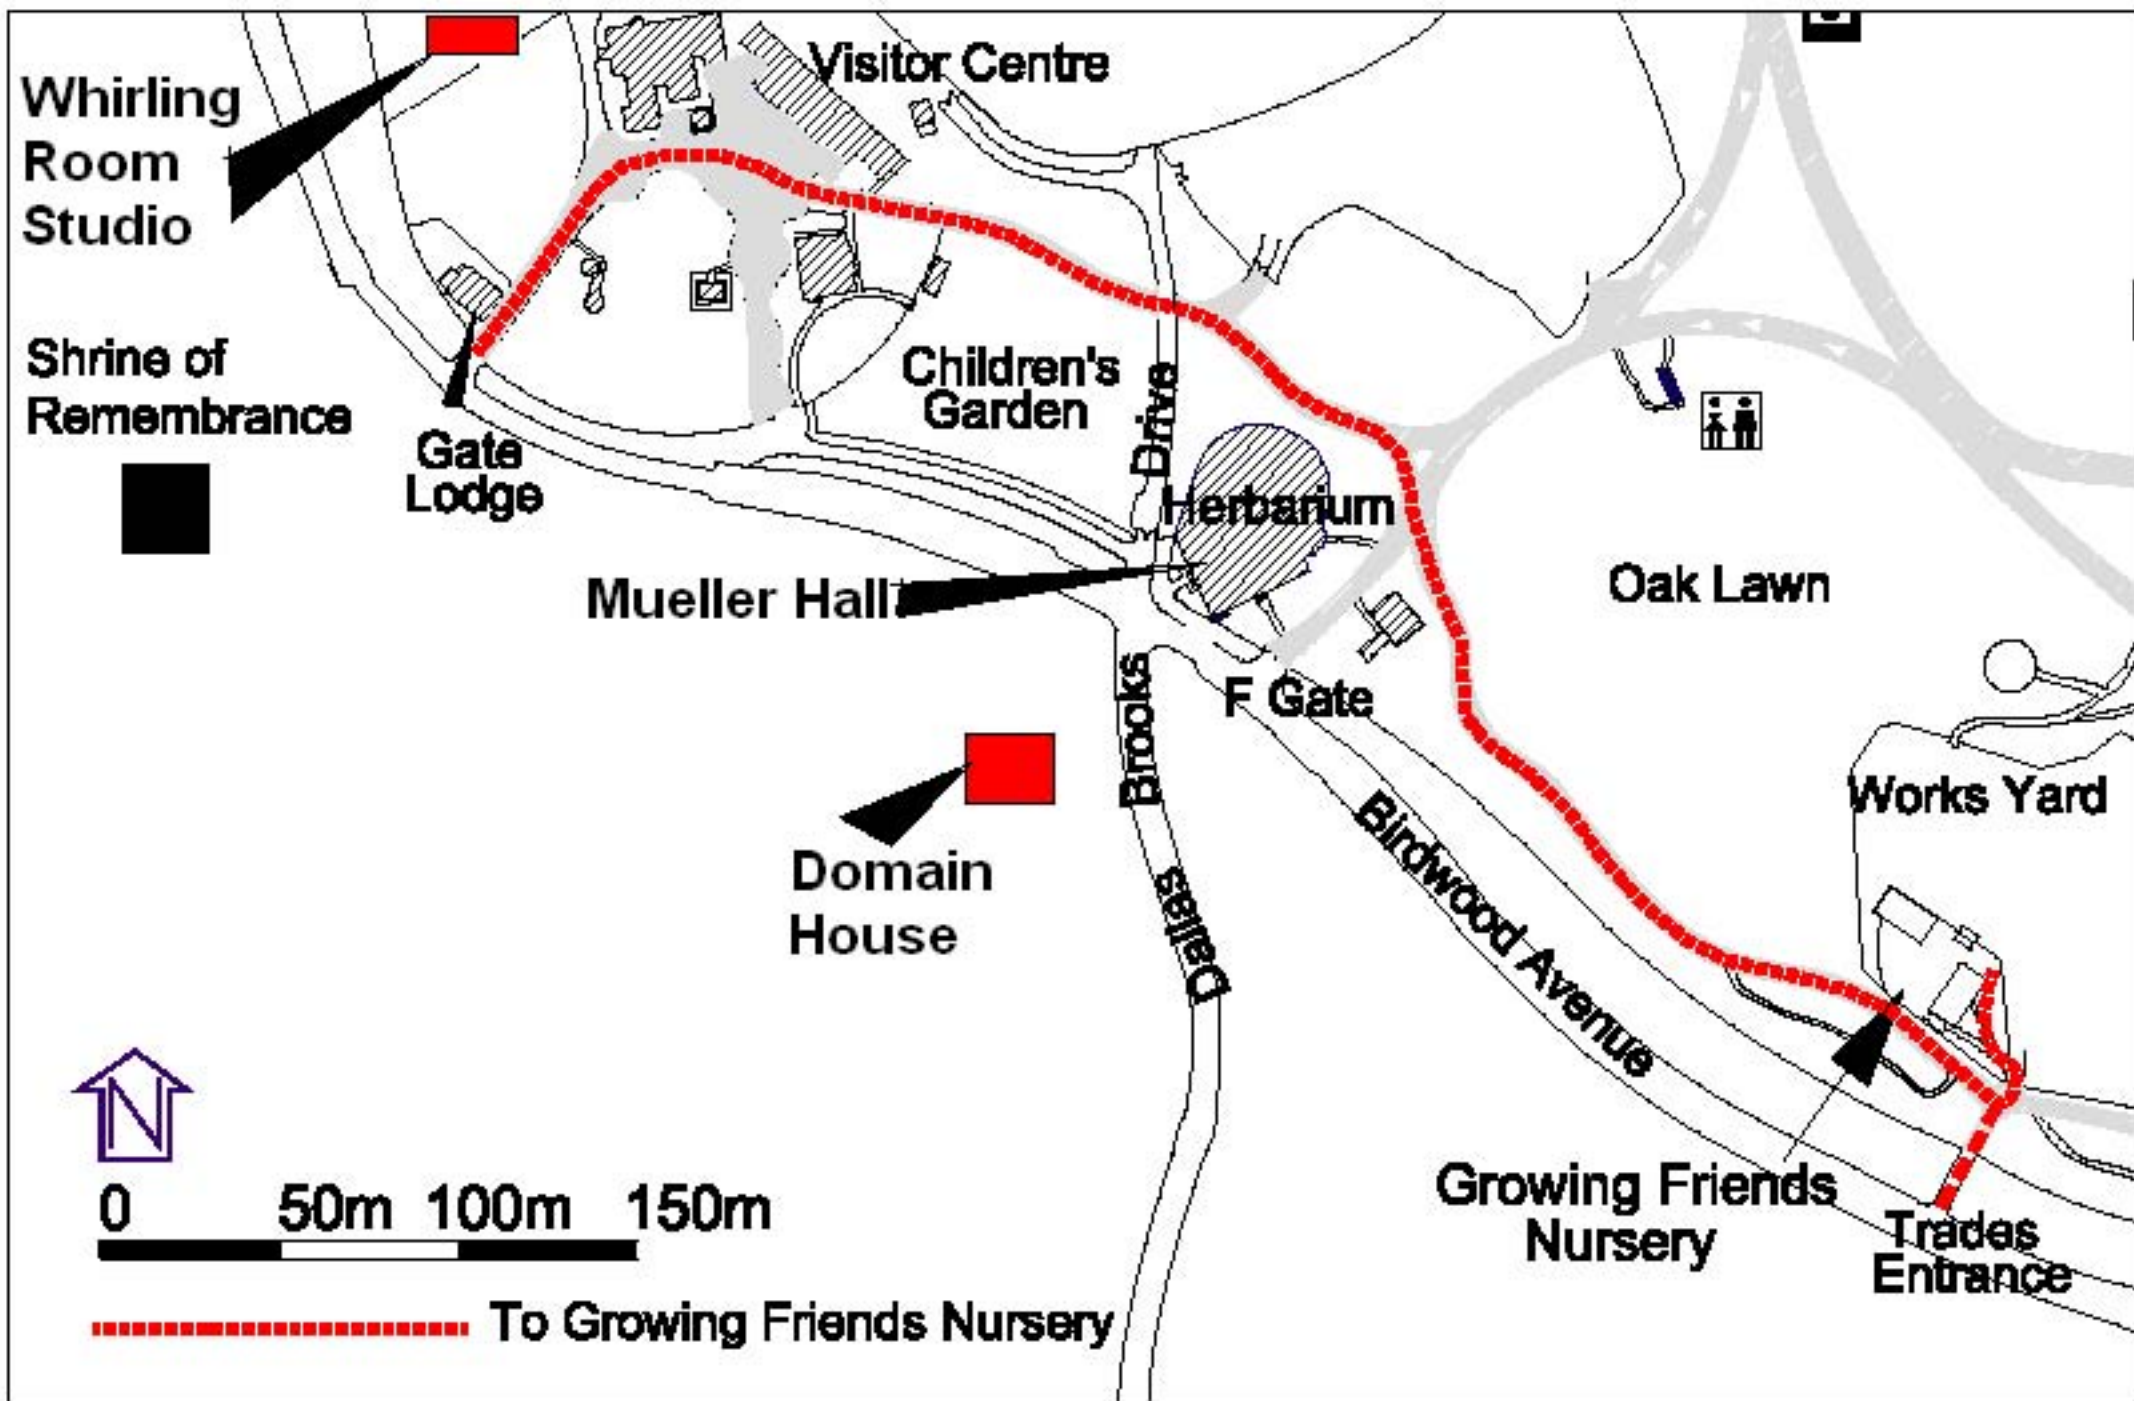 Visitor Centre
Whirling
Room
Studio
Shrine of
Remembrance
Gate
Lodge
Children's
Garden
Drive
Herbarium
Mueller Hall
Oak Lawn
F Gate
Brooks
Domain
House
Dallas
Birdwood Avenue
Works Yard
Growing Friends
Nursery
Trades
Entrance
N
0 50m 100m 150m
To Growing Friends Nursery